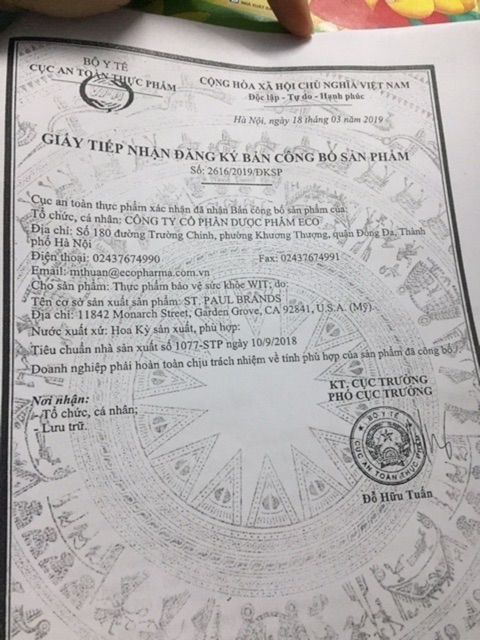 BỘ Y TẾ
CỤC AN TOÀN THỰC PHẨM
CỘNG HÒA XÃ HỘI CHỦ NGHĨA VIỆT NAM
Độc lập - Tự do - Hạnh phúc
Hà Nội, ngày 18 tháng 03 năm 2019
GIẤY TIẾP NHẬN ĐĂNG KÝ BẢN CÔNG BỐ SẢN PHẨM
Số: 2616/2019/ĐKSP
Cục an toàn thực phẩm xác nhận đã nhận Bản công bố sản phẩm của:
Tổ chức, cá nhân: CÔNG TY CỔ PHẦN DƯỢC PHẨM ECO
Địa chỉ: Số 180 đường Trường Chinh, phường Khương Thượng, quận Đống Đa, Thành
phố Hà Nội
Điện thoại: 02437674990 Fax: 02437674991
Email: mthuan@ecopharma.com.vn
Cho sản phẩm: Thực phẩm bảo vệ sức khỏe WIT, do:
Tên cơ sở sản xuất sản phẩm: ST. PAUL BRANDS
Địa chỉ: 11842 Monarch Street, Garden Grove, CA 92841, U.S.A (Mỹ)
Nước xuất xứ: Hoa Kỳ sản xuất, phù hợp:
Tiêu chuẩn nhà sản xuất số 1077-STP ngày 10/9/2018
Doanh nghiệp phải hoàn toàn chịu trách nhiệm về tính phù hợp của sản phẩm đã công bố./.
Nơi nhận:
- Tổ chức, cá nhân;
- Lưu trữ.
KT. CỤC TRƯỞNG
PHÓ CỤC TRƯỞNG
BỘ Y TẾ
CỤC AN TOÀN THỰC
Đỗ Hữu Tuấn